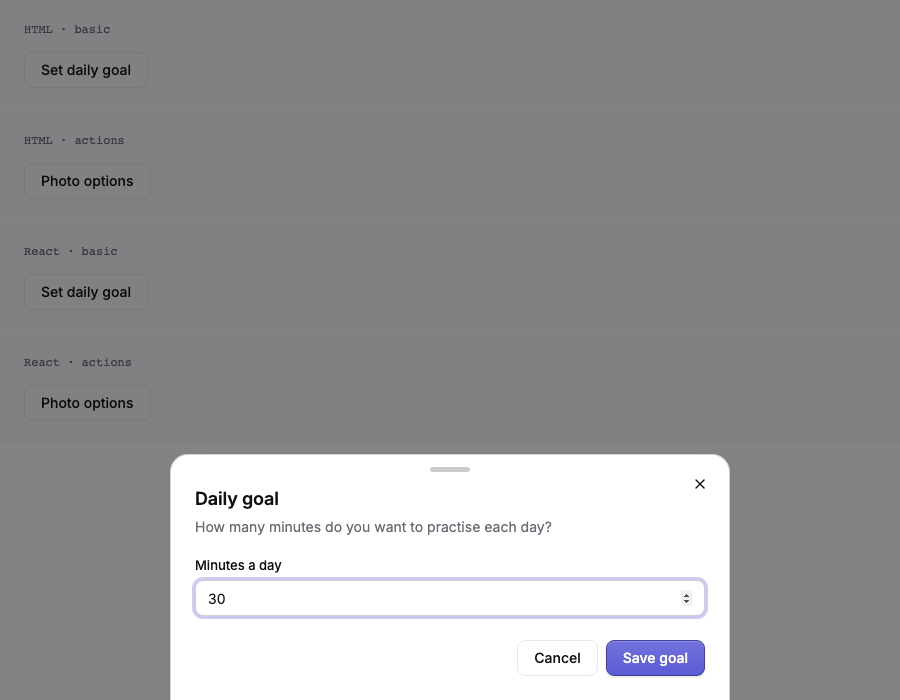 HTML · basic
Set daily goal
HTML · actions
Photo options
React · basic
Set daily goal
React · actions
Photo options
Daily goal
How many minutes do you want to practise each day?
Minutes a day
30
Cancel
Save goal